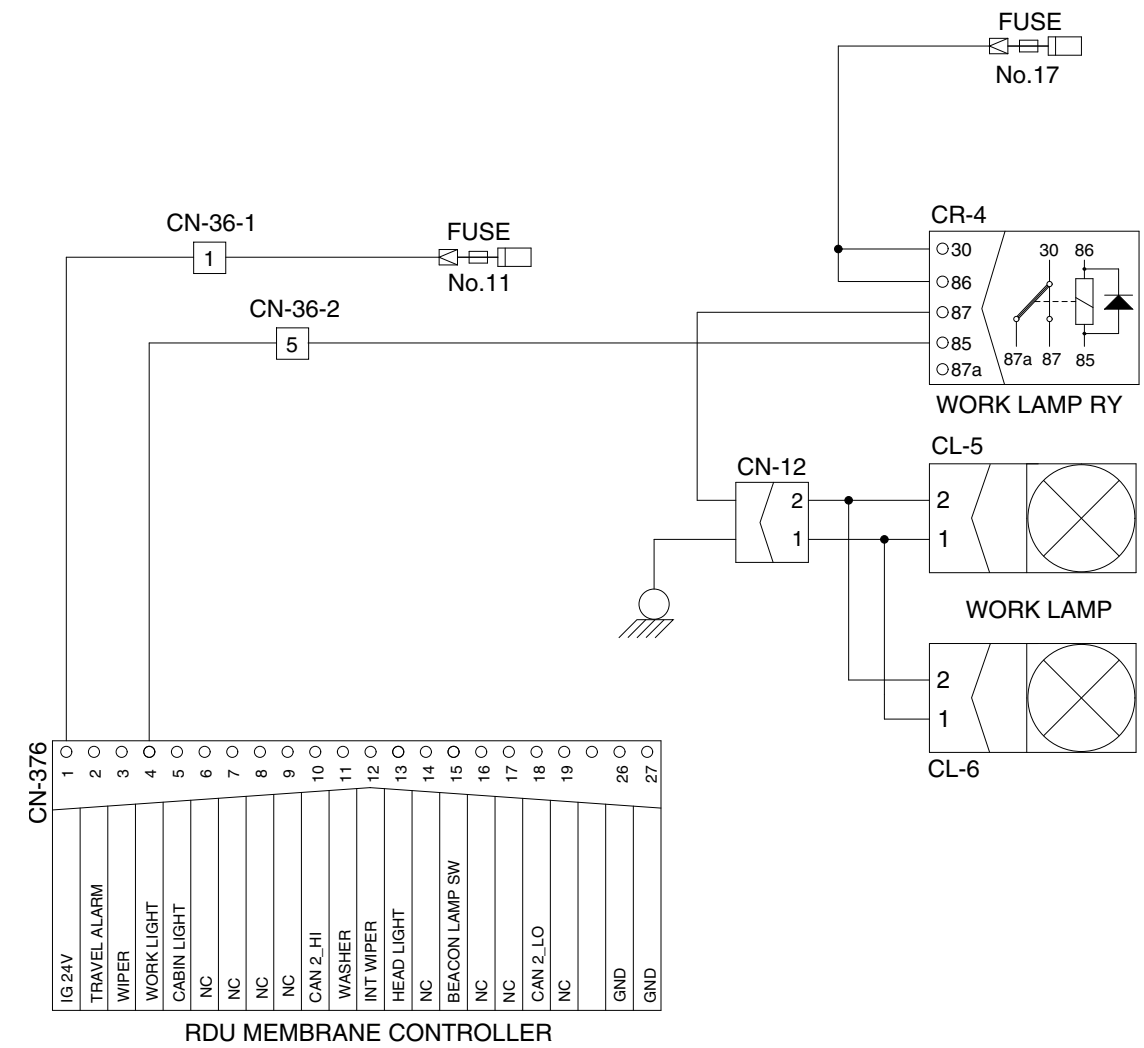 FUSE
No.17
CR-4
30
86
87
85
87a
30 86
87a 87 85
WORK LAMP RY
CN-36-1
1
FUSE
No.11
CN-36-2
5
CL-5
2
1
CN-12
2
1
WORK LAMP
2
1
CL-6
CN-376
1 2 3 4 5 6 7 8 9 10 11 12 13 14 15 16 17 18 19 26 27
IG 24V
TRAVEL ALARM
WIPER
WORK LIGHT
CABIN LIGHT
NC
NC
NC
NC
CAN 2_HI
WASHER
INT WIPER
HEAD LIGHT
NC
BEACON LAMP SW
NC
NC
CAN 2_LO
NC
GND
GND
RDU MEMBRANE CONTROLLER